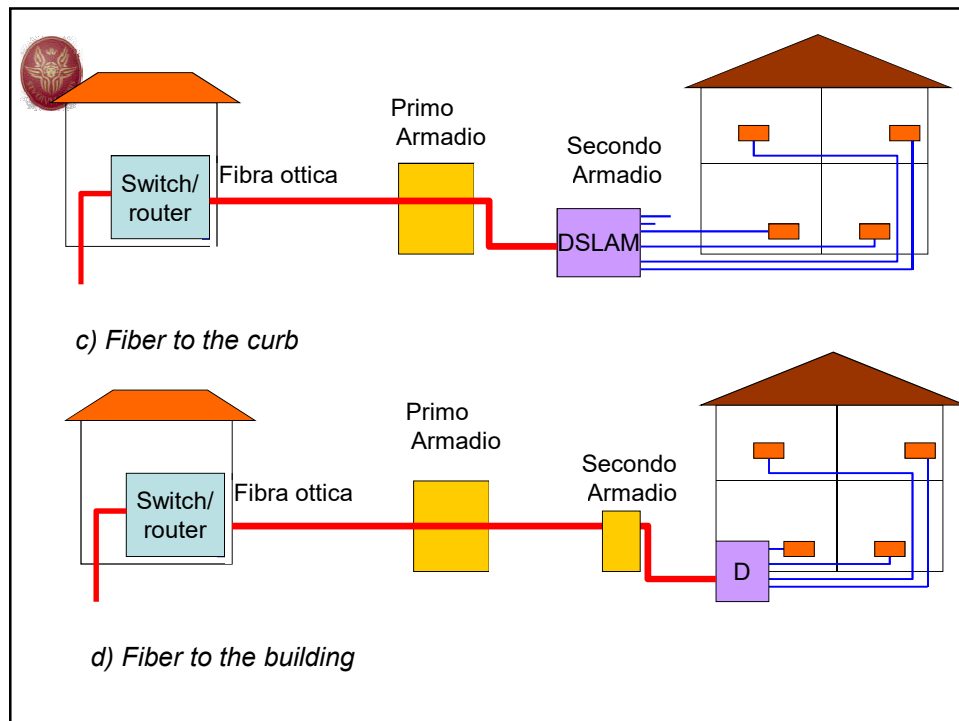 Primo
Armadio
Secondo
Armadio
Switch/
router
Fibra ottica
DSLAM
c) Fiber to the curb
Primo
Armadio
Secondo
Armadio
Switch/
router
Fibra ottica
D
d) Fiber to the building